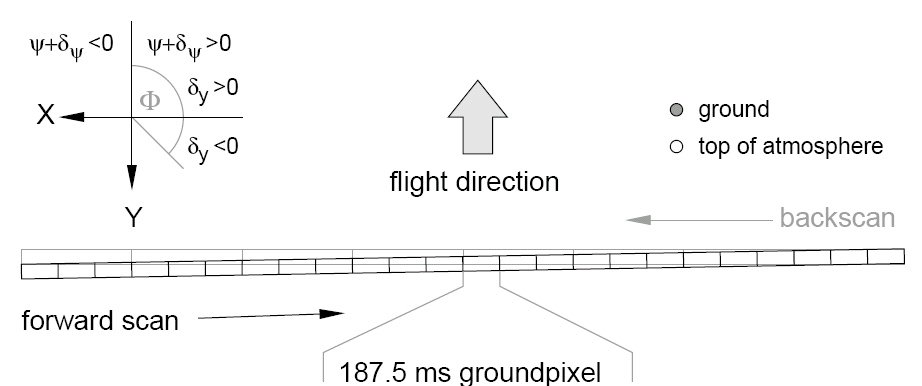 ψ+δψ <0 ψ+δψ >0
δy >0
Φ
X
δy <0
Y
flight direction
ground
top of atmosphere
backscan
forward scan
187.5 ms groundpixel